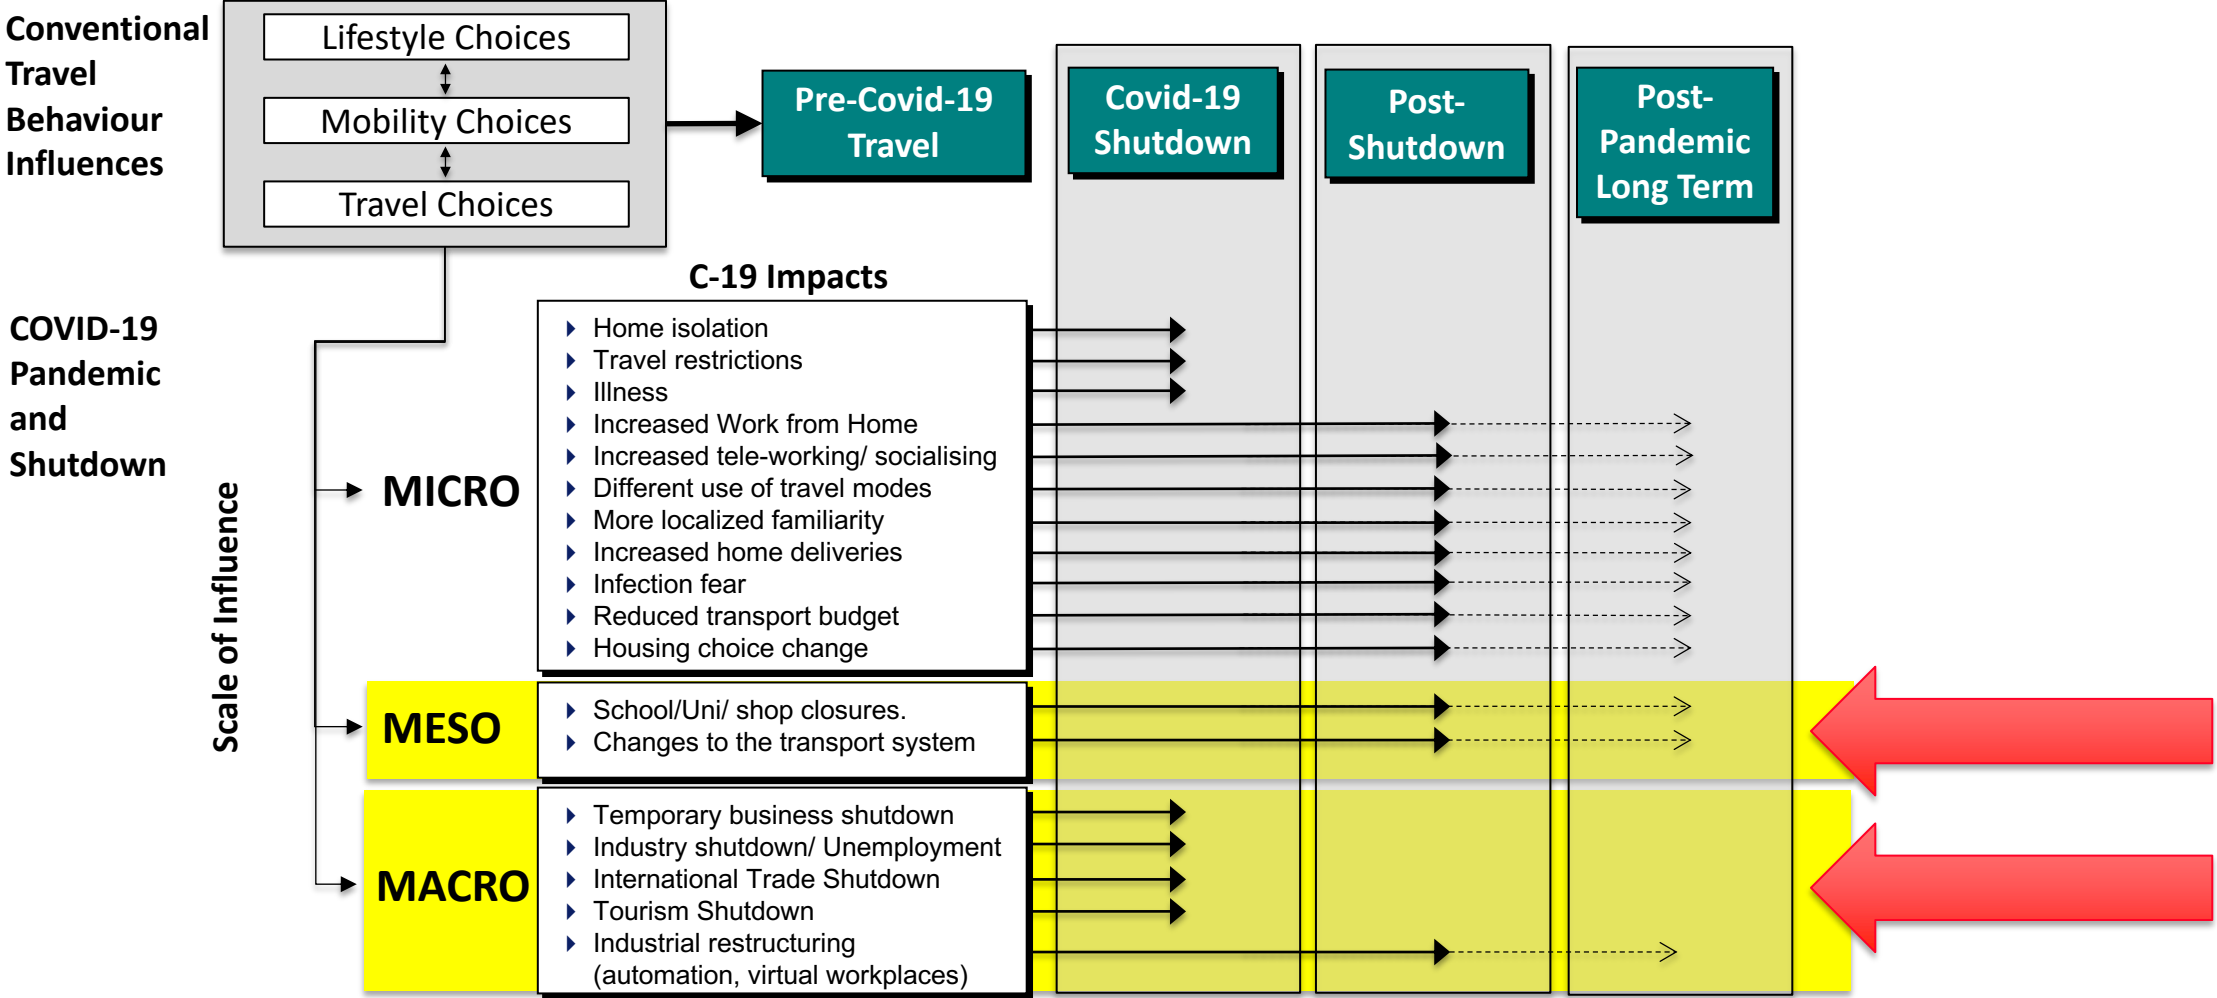 Conventional
Travel
Behaviour
Influences
Lifestyle Choices
Mobility Choices
Travel Choices
Pre-Covid-19
Travel
Covid-19
Shutdown
Post-
Shutdown
Post-
Pandemic
Long Term
COVID-19
Pandemic
and
Shutdown
Scale of Influence
C-19 Impacts
MICRO
Home isolation
Travel restrictions
Illness
Increased Work from Home
Increased tele-working/ socialising
Different use of travel modes
More localized familiarity
Increased home deliveries
Infection fear
Reduced transport budget
Housing choice change
MESO
School/Uni/ shop closures.
Changes to the transport system
MACRO
Temporary business shutdown
Industry shutdown/ Unemployment
International Trade Shutdown
Tourism Shutdown
Industrial restructuring
(automation, virtual workplaces)